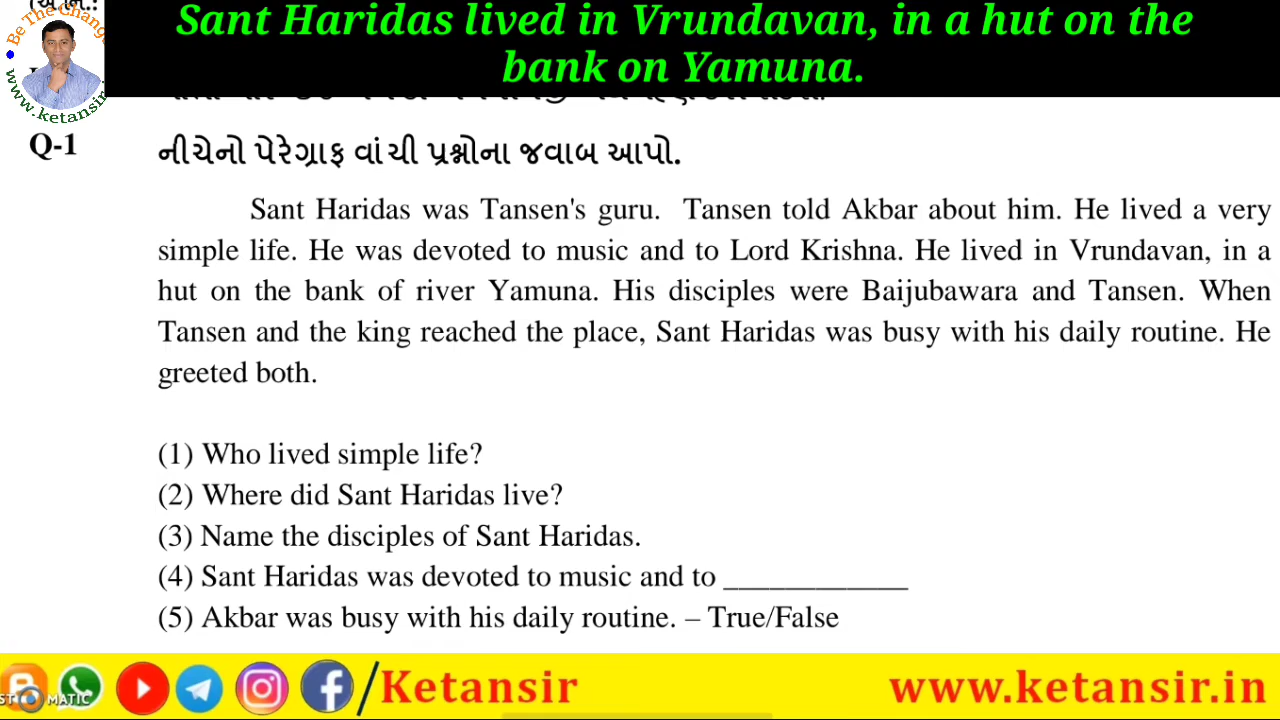 Sant Haridas lived in Vrundavan, in a hut on the
bank on Yamuna.
Be The Change
www.ketansir
Q-1
નીચેનો પેરેગ્રાફ વાંચી પ્રશ્નોના જવાબ આપો.
Sant Haridas was Tansen's guru. Tansen told Akbar about him. He lived a very
simple life. He was devoted to music and to Lord Krishna. He lived in Vrundavan, in a
hut on the bank of river Yamuna. His disciples were Baijubawara and Tansen. When
Tansen and the king reached the place, Sant Haridas was busy with his daily routine. He
greeted both.
(1) Who lived simple life?
(2) Where did Sant Haridas live?
(3) Name the disciples of Sant Haridas.
(4) Sant Haridas was devoted to music and to ____________
(5) Akbar was busy with his daily routine. – True/False
/Ketansir
www.ketansir.in
MATIC